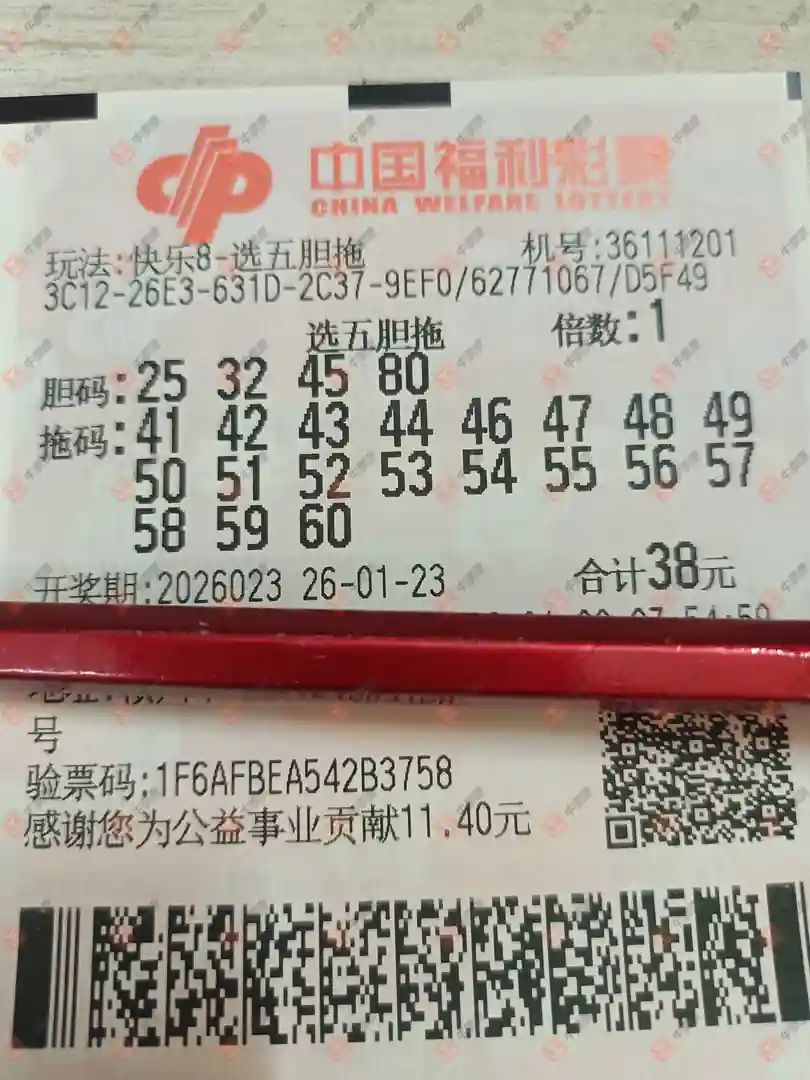 中国福利彩票
CHINA WELFARE LOTTERY
玩法:快乐8-选五胆拖 机号:36111201
3C12-26E3-631D-2C37-9EF0/62771067/D5F49
选五胆拖 倍数:1
胆码:25 32 45 80
拖码:41 42 43 44 46 47 48 49
50 51 52 53 54 55 56 57
58 59 60
开奖期:2026023 26-01-23 合计38元
号
验票码:1F6AFBEA542B3758
感谢您为公益事业贡献11.40元